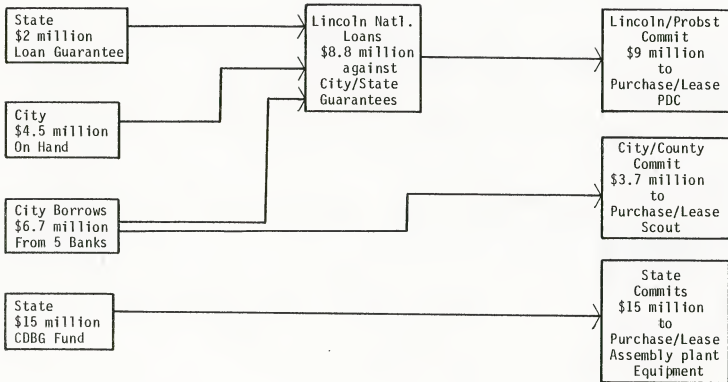 State
$2 million
Loan Guarantee
City
$4.5 million
On Hand
City Borrows
$6.7 million
From 5 Banks
State
$15 million
CDBG Fund
Lincoln Natl.
Loans
$8.8 million
against
City/State
Guarantees
Lincoln/Probst
Commit
$9 million
to
Purchase/Lease
PDC
City/County
Commit
$3.7 million
to
Purchase/Lease
Scout
State
Commits
$15 million
to
Purchase/Lease
Assembly plant
Equipment